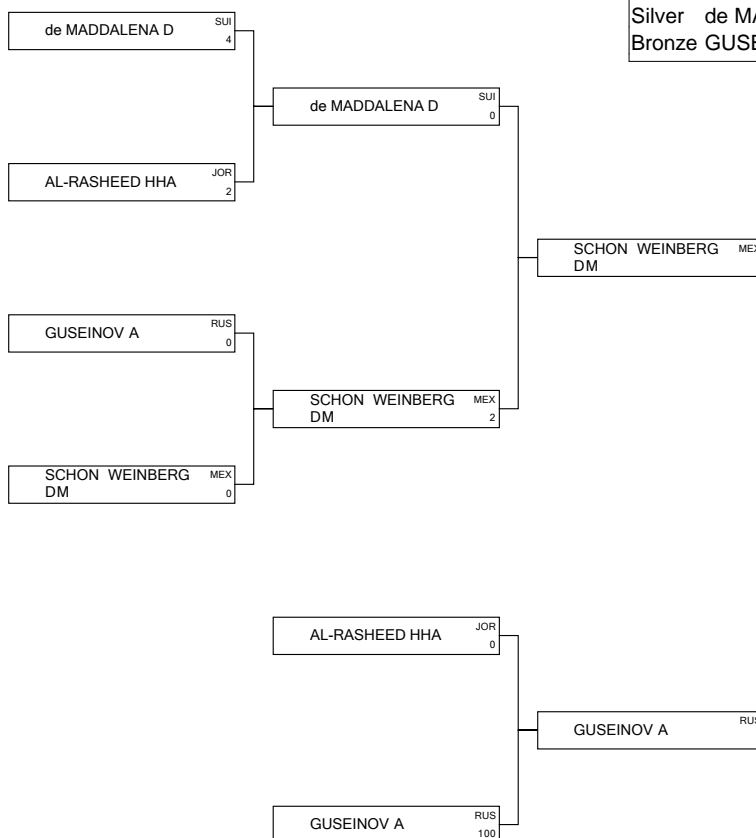 Silver de MA
Bronze GUSE
de MADDALENA D SUI
4
de MADDALENA D SUI
0
AL-RASHEED HHA JOR
2
SCHON WEINBERG MEX
DM
GUSEINOV A RUS
0
SCHON WEINBERG MEX
DM 2
SCHON WEINBERG MEX
DM 0
AL-RASHEED HHA JOR
0
GUSEINOV A RUS
GUSEINOV A RUS
100